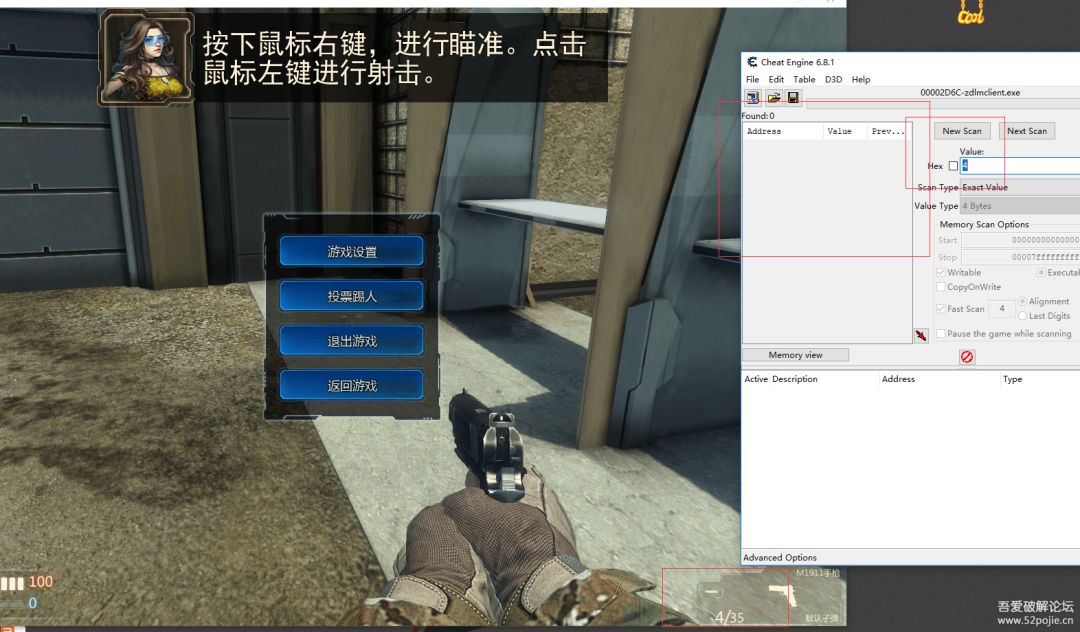 Cool
按下鼠标右键，进行瞄准。点击
鼠标左键进行射击。
游戏设置
投票踢人
退出游戏
返回游戏
100
0
M1911手枪
4/35
默认子弹
Cheat Engine 6.8.1
File Edit Table D3D Help
00002D6C-zdlmclient.exe
Found: 0
Address Value Prev...
New Scan Next Scan
Value:
Hex 4
Scan Type Exact Value
Value Type 4 Bytes
Memory Scan Options
Start 00000000000000
Stop 00007fffffffff
Writable Executab
CopyOnWrite
Fast Scan 4 Alignment
Last Digits
Pause the game while scanning
Memory view
Active Description Address Type
Advanced Options
吾爱破解论坛
www.52pojie.cn